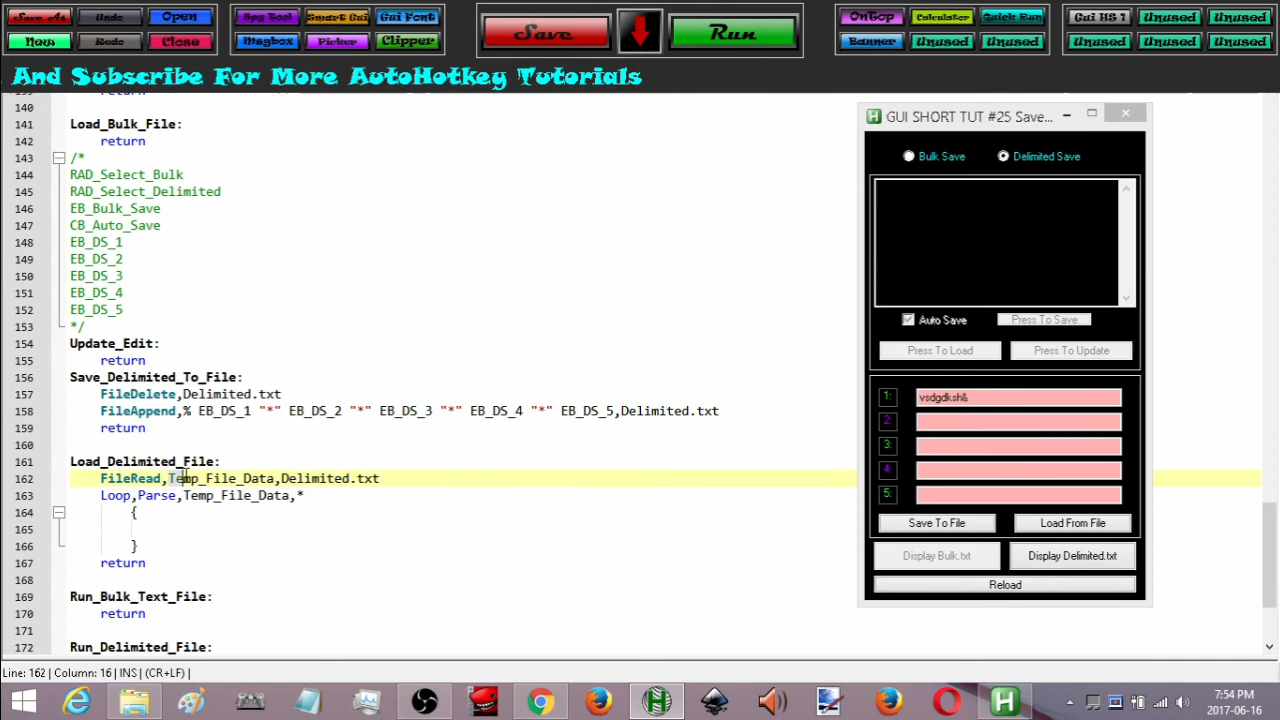 Save As Undo Open Spy Tool Smart Gui Gui Font Save Run OnTop Calculator Quick Run Gui HS 1 Unused Unused
New Redo Close Msgbox Picker Clipper Banner Unused Unused Unused Unused Unused
And Subscribe For More AutoHotkey Tutorials
return
140
141 Load_Bulk_File:
142 return
143 /*
144 RAD_Select_Bulk
145 RAD_Select_Delimited
146 EB_Bulk_Save
147 CB_Auto_Save
148 EB_DS_1
149 EB_DS_2
150 EB_DS_3
151 EB_DS_4
152 EB_DS_5
153 */
154 Update_Edit:
155 return
156 Save_Delimited_To_File:
157 FileDelete,Delimited.txt
158 FileAppend,% EB_DS_1 "*" EB_DS_2 "*" EB_DS_3 "*" EB_DS_4 "*" EB_DS_5,Delimited.txt
159 return
160
161 Load_Delimited_File:
162 FileRead,Temp_File_Data,Delimited.txt
163 Loop,Parse,Temp_File_Data,*
164 {
165
166 }
167 return
168
169 Run_Bulk_Text_File:
170 return
171
172 Run_Delimited_File:
GUI SHORT TUT #25 Save...
Bulk Save Delimited Save
Auto Save Press To Save
Press To Load Press To Update
1: vsdgdksh&
2:
3:
4:
5:
Save To File Load From File
Display Bulk.txt Display Delimited.txt
Reload
Line: 162 | Column: 16 | INS | (CR+LF) |
7:54 PM
2017-06-16